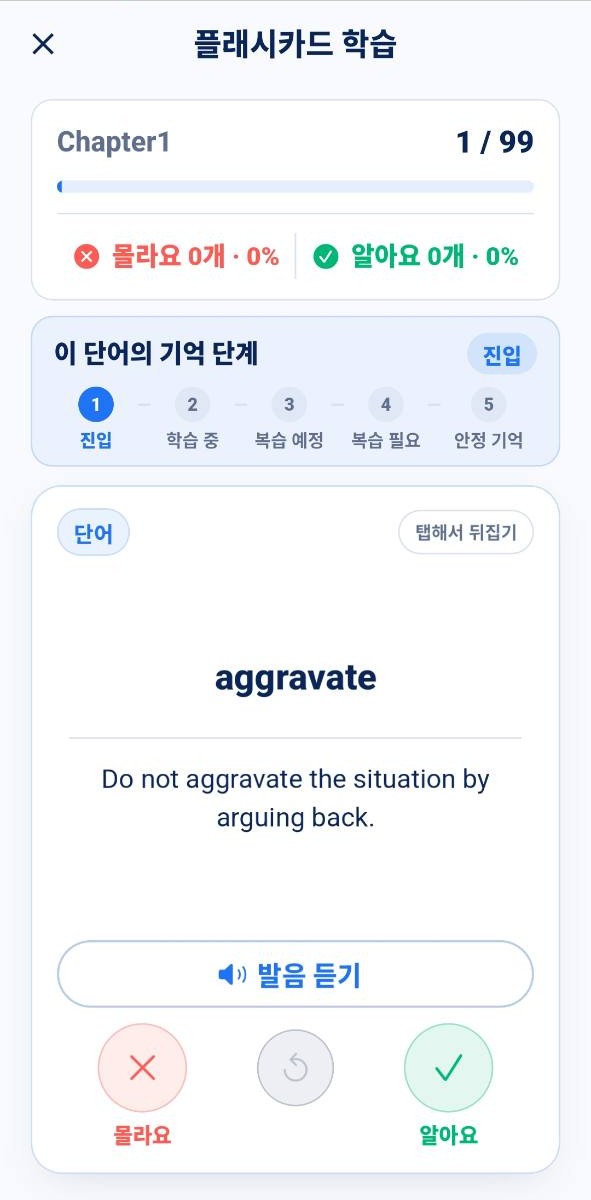 플래시카드 학습
Chapter1
1 / 99
몰라요 0개 · 0%
알아요 0개 · 0%
이 단어의 기억 단계
진입
1
2
3
4
5
진입
학습 중
복습 예정
복습 필요
안정 기억
단어
탭해서 뒤집기
aggravate
Do not aggravate the situation by
arguing back.
발음 듣기
몰라요
알아요